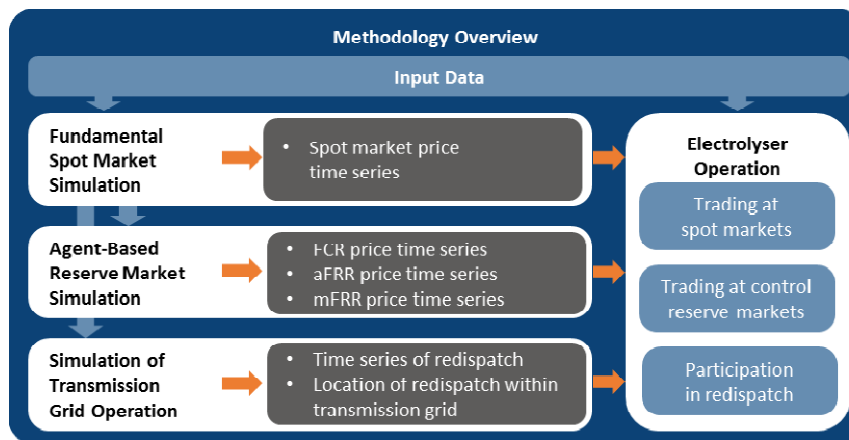 Methodology Overview
Input Data
Fundamental
Spot Market
Simulation
• Spot market price
time series
Agent-Based
Reserve Market
Simulation
• FCR price time series
• aFRR price time series
• mFRR price time series
Simulation of
Transmission
Grid Operation
• Time series of redispatch
• Location of redispatch within
transmission grid
Electrolyser
Operation
Trading at
spot markets
Trading at control
reserve markets
Participation
in redispatch